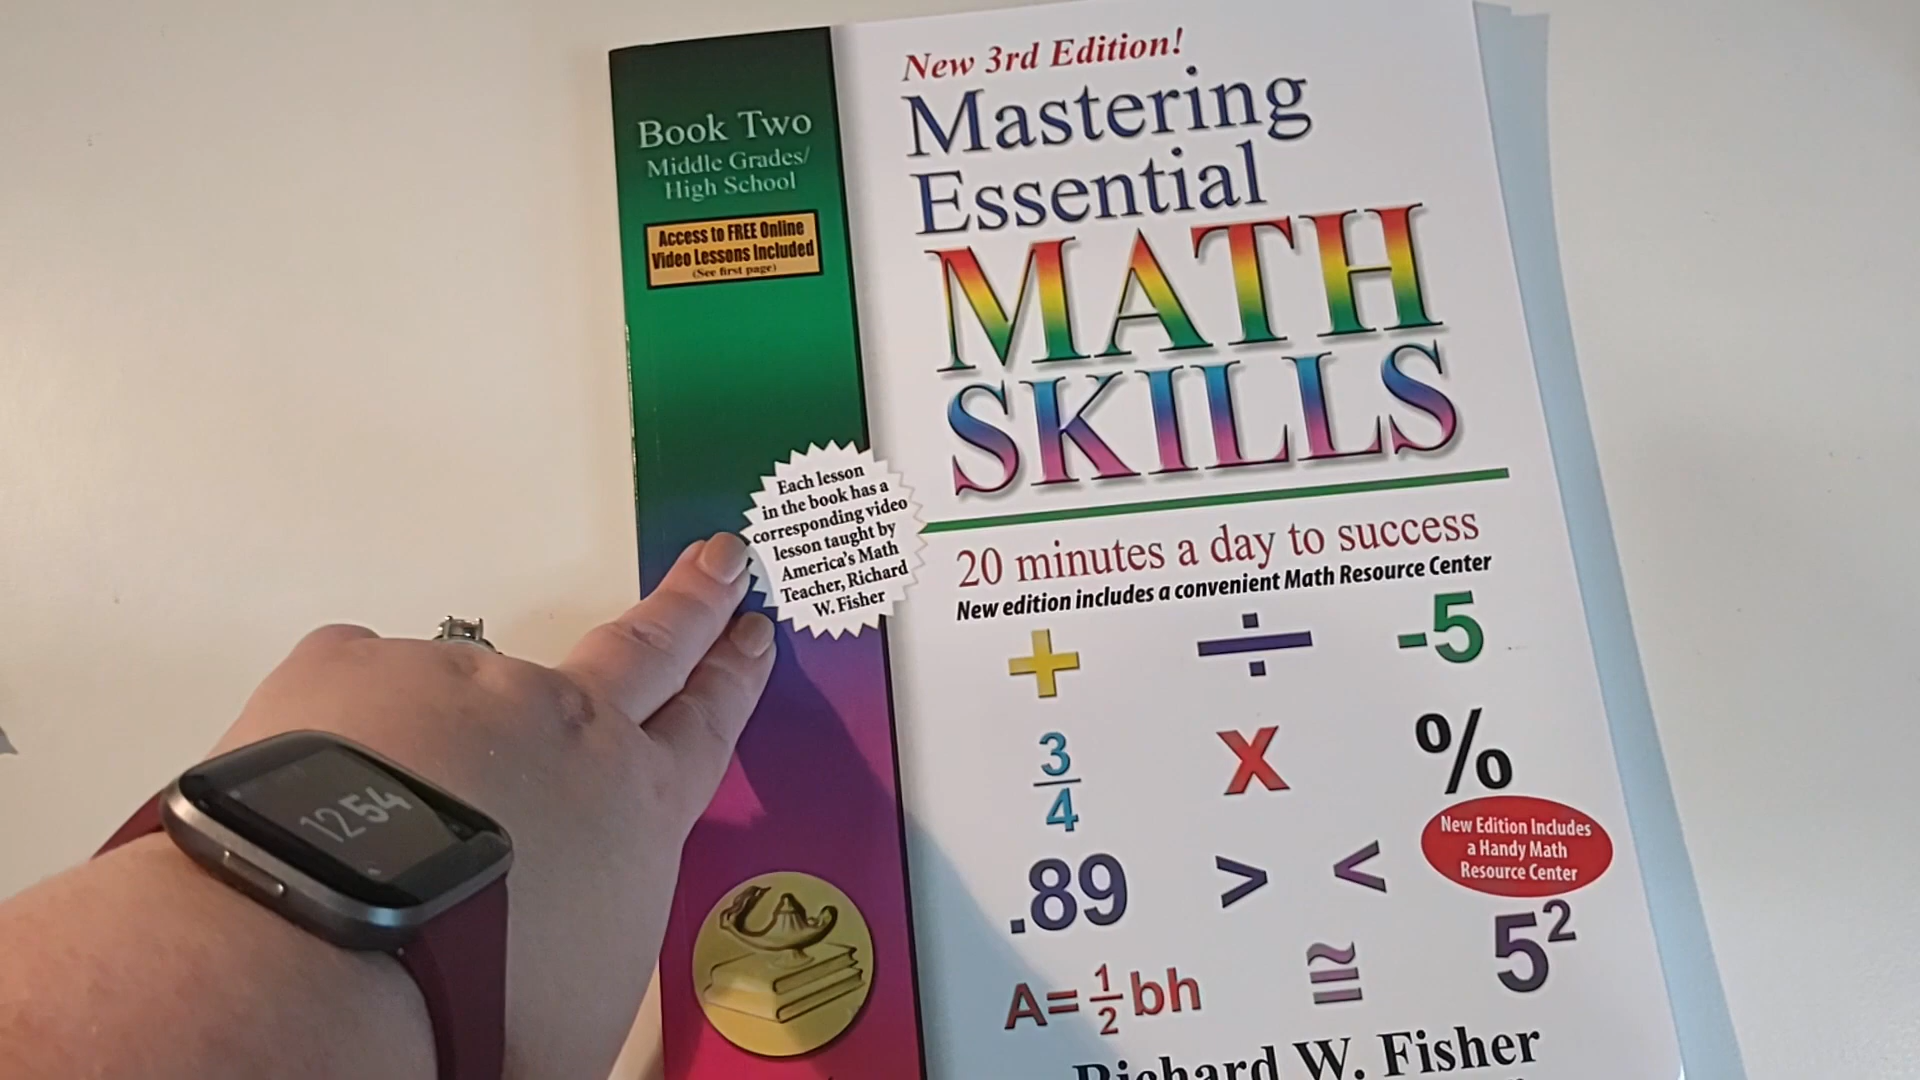 New 3rd Edition!
Mastering
Essential
MATH
SKILLS
20 minutes a day to success
New edition includes a convenient Math Resource Center
Book Two
Middle Grades/
High School
Access to FREE Online
Video Lessons Included
(See first page)
Each lesson
in the book has a
corresponding video
lesson taught by
America's Math
Teacher, Richard
W. Fisher
+ ÷ -5
3/4 x %
New Edition Includes
a Handy Math
Resource Center
.89 > < 5²
A=½bh ≅
Richard W. Fisher
12 54